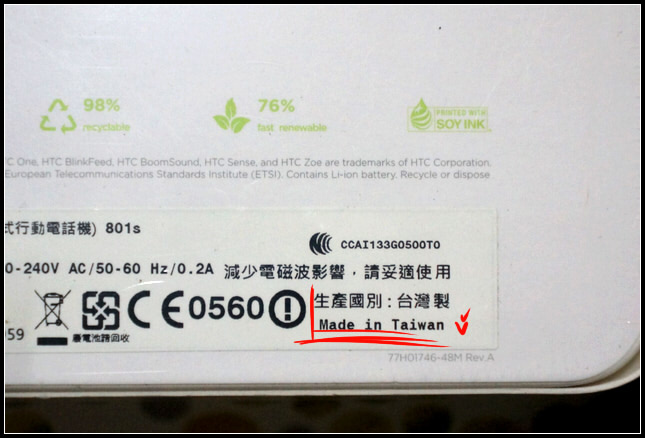 98%
recyclable
76%
fast renewable
PRINTED WITH
SOY INK
C One, HTC BlinkFeed, HTC BoomSound, HTC Sense, and HTC Zoe are trademarks of HTC Corporation.
European Telecommunications Standards Institute (ETSI). Contains Li-ion battery. Recycle or dispose
式行動電話機) 801s
CCAI133G0500T0
0-240V AC/50-60 Hz/0.2A 減少電磁波影響，請妥適使用
CE0560
生產國別:台灣製
Made in Taiwan
959
廢電池請回收
77H01746-48M Rev.A